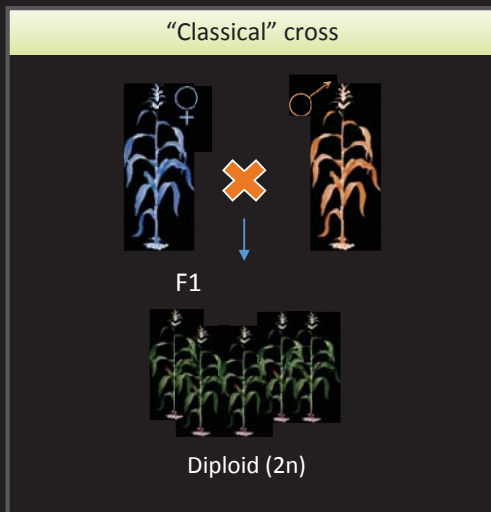 “Classical” cross
F1
Diploid (2n)